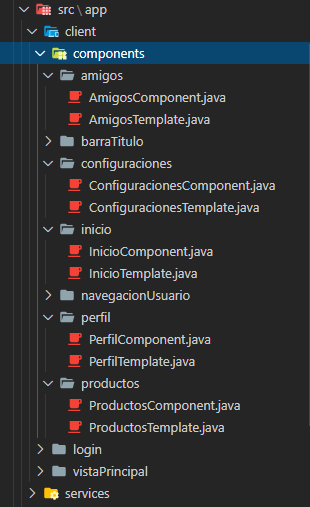 src \ app
client
components
amigos
AmigosComponent.java
AmigosTemplate.java
barraTitulo
configuraciones
ConfiguracionesComponent.java
ConfiguracionesTemplate.java
inicio
InicioComponent.java
InicioTemplate.java
navegacionUsuario
perfil
PerfilComponent.java
PerfilTemplate.java
productos
ProductosComponent.java
ProductosTemplate.java
login
vistaPrincipal
services